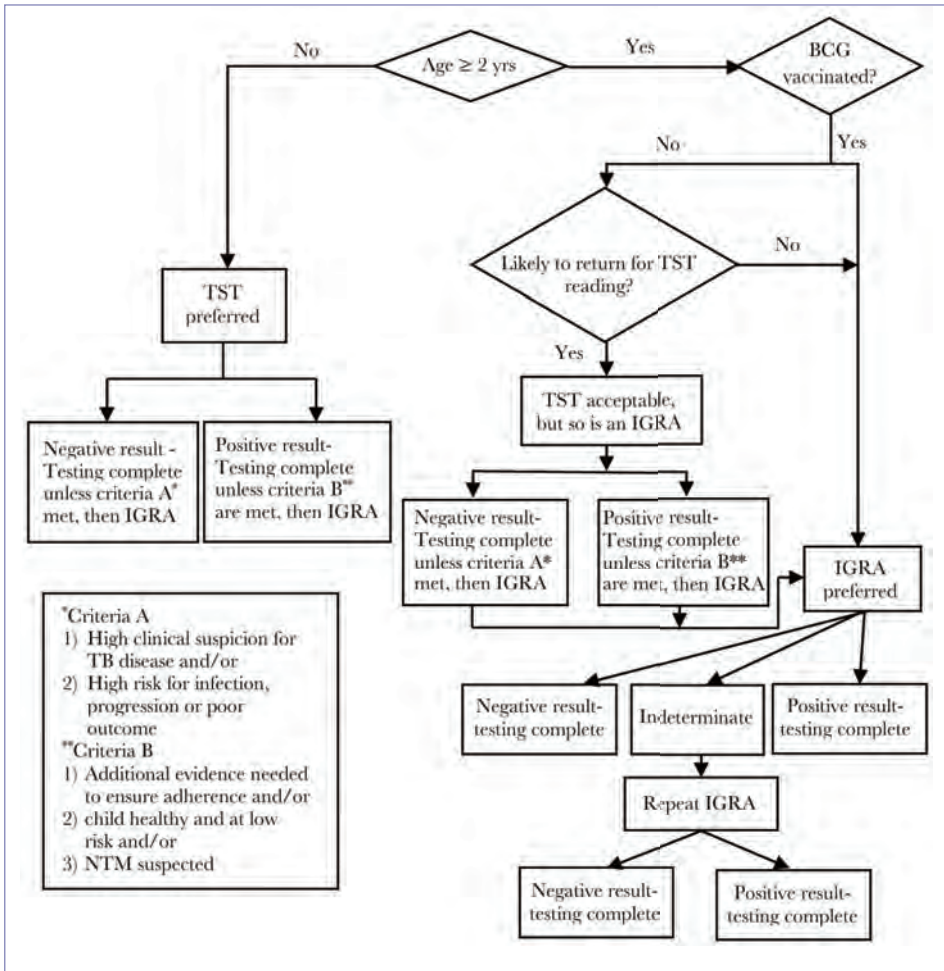 No
Age ≥ 2 yrs
Yes
BCG
vaccinated?
No
Yes
Likely to return for TST
reading?
No
TST
preferred
Yes
TST acceptable,
but so is an IGRA
Negative result -
Testing complete
unless criteria A*
met, then IGRA
Positive result-
Testing complete
unless criteria B**
are met, then IGRA
Negative result-
Testing complete
unless criteria A*
met, then IGRA
Positive result-
Testing complete
unless criteria B**
are met, then IGRA
IGRA
preferred
*Criteria A
1) High clinical suspicion for
TB disease and/or
2) High risk for infection,
progression or poor
outcome
**Criteria B
1) Additional evidence needed
to ensure adherence and/or
2) child healthy and at low
risk and/or
3) NTM suspected
Negative result-
testing complete
Indeterminate
Positive result-
testing complete
Repeat IGRA
Negative result-
testing complete
Positive result-
testing complete